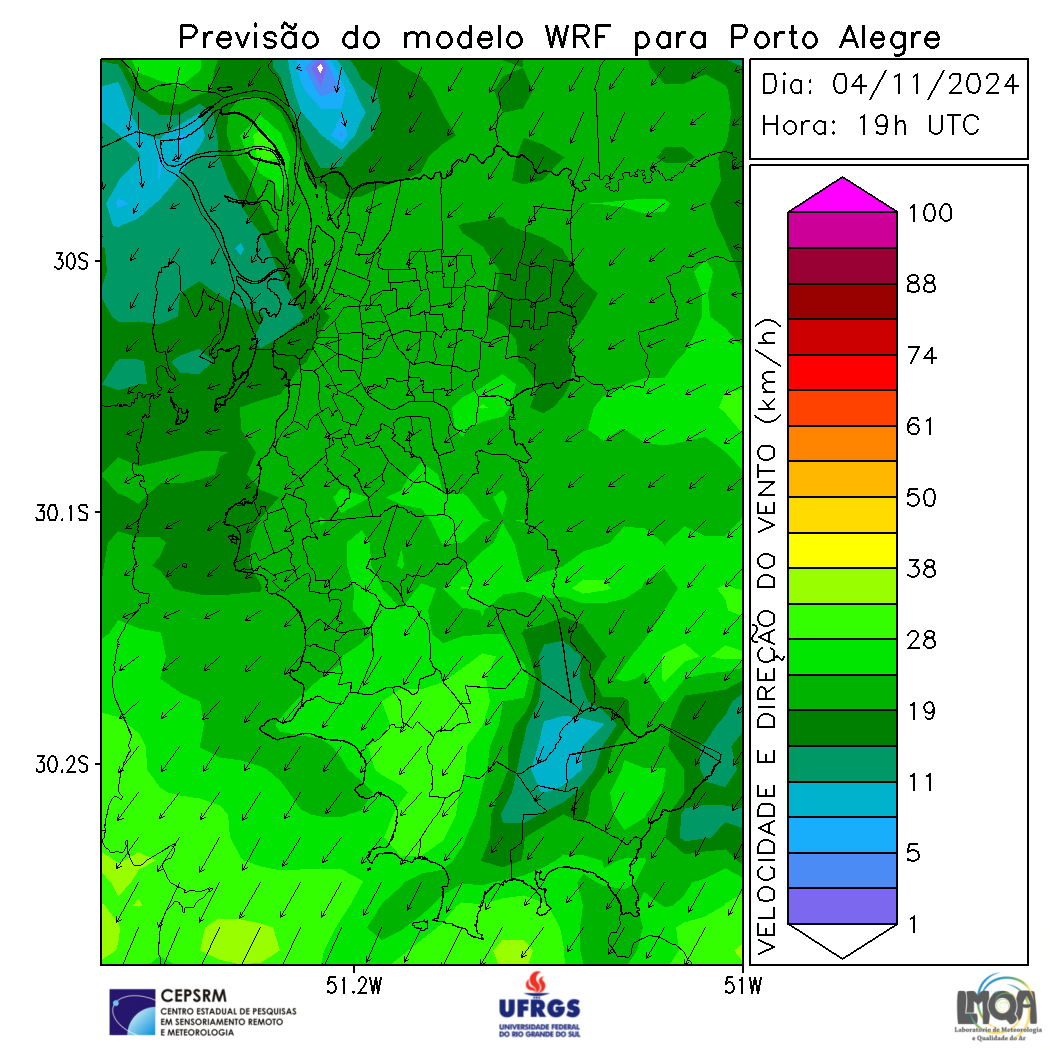 Previsão do modelo WRF para Porto Alegre
Dia: 04/11/2024
Hora: 19h UTC
30S
30.1S
30.2S
51.2W
51W
VELOCIDADE E DIREÇÃO DO VENTO (km/h)
100
88
74
61
50
38
28
19
11
5
1
CEPSRM
CENTRO ESTADUAL DE PESQUISAS
EM SENSORIAMENTO REMOTO
E METEOROLOGIA
UFRGS
UNIVERSIDADE FEDERAL
DO RIO GRANDE DO SUL
LMQA
Laboratório de Meteorologia
e Qualidade do Ar